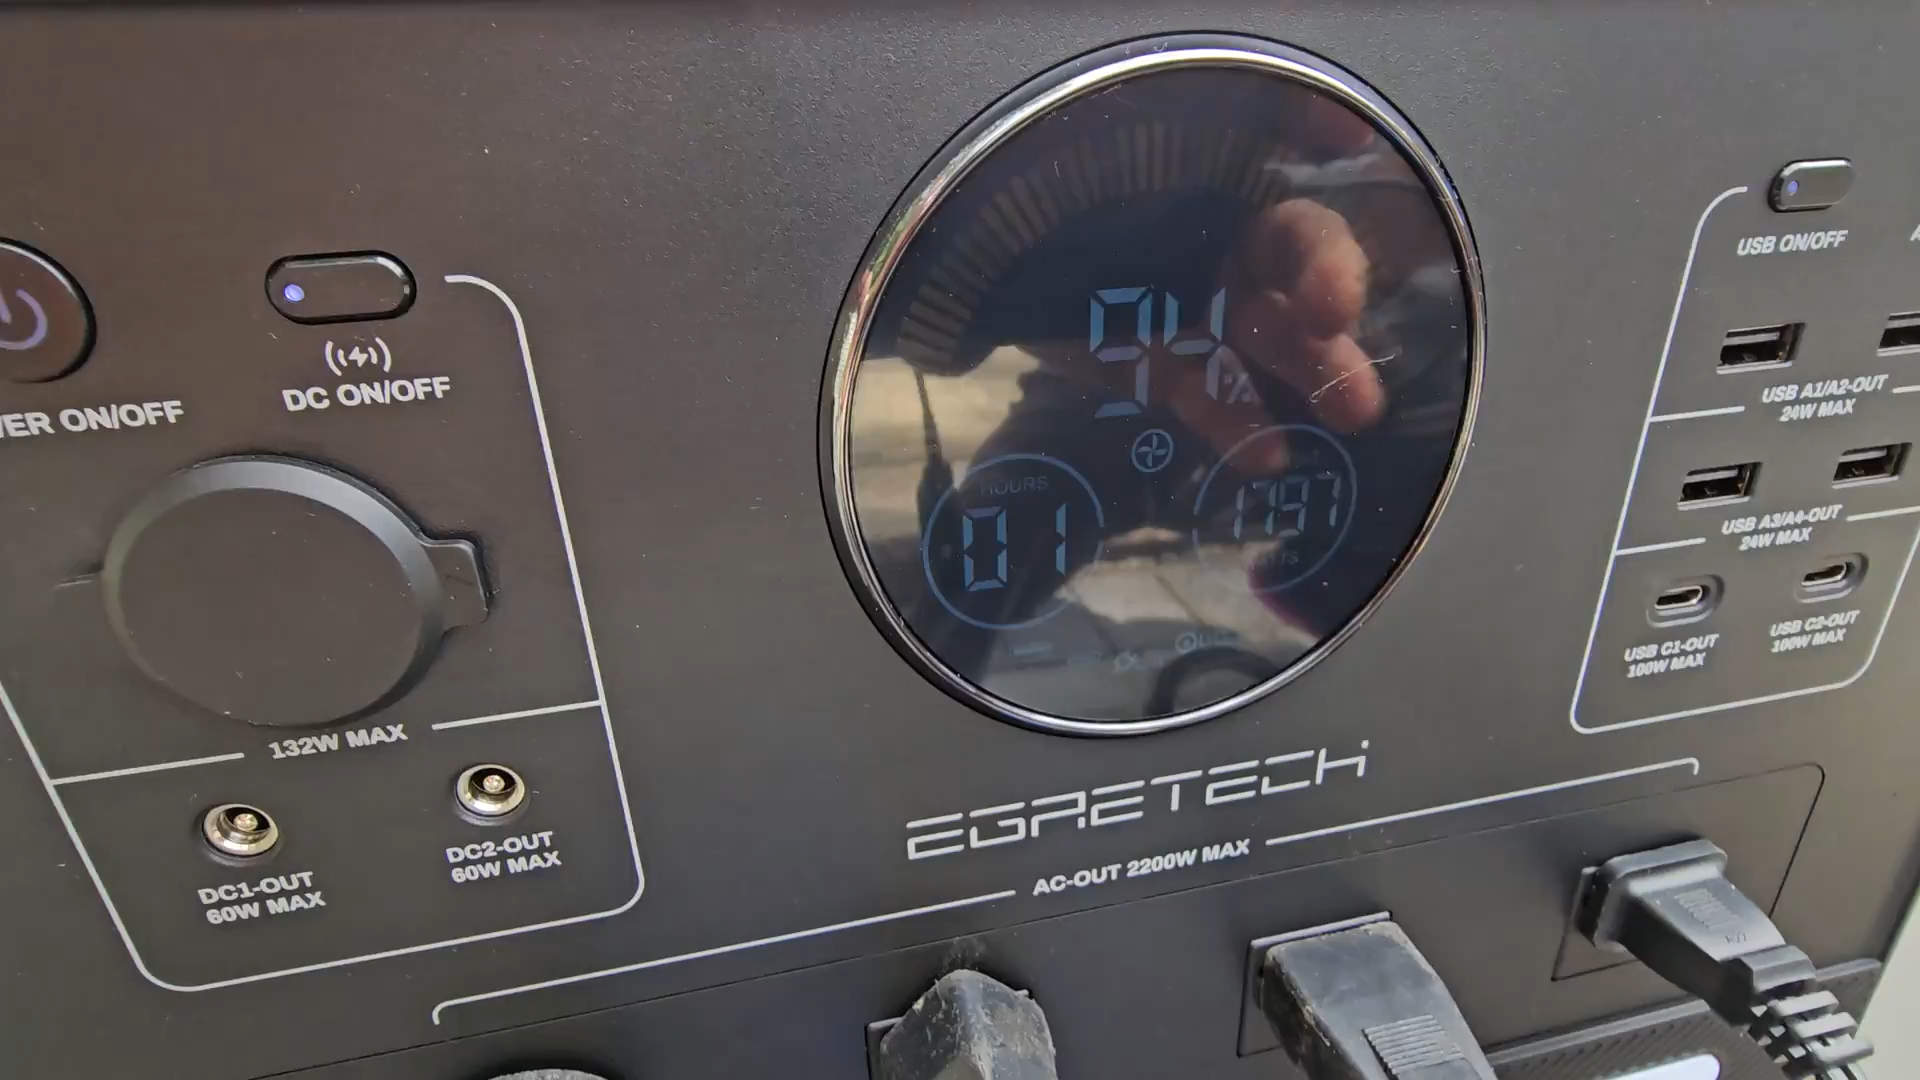 WER ON/OFF
DC ON/OFF
132W MAX
DC1-OUT
60W MAX
DC2-OUT
60W MAX
94%
HOURS
01
1797
EGRETECH
AC-OUT 2200W MAX
USB ON/OFF
USB A1/A2-OUT
24W MAX
USB A3/A4-OUT
24W MAX
USB C1-OUT
100W MAX
USB C2-OUT
100W MAX